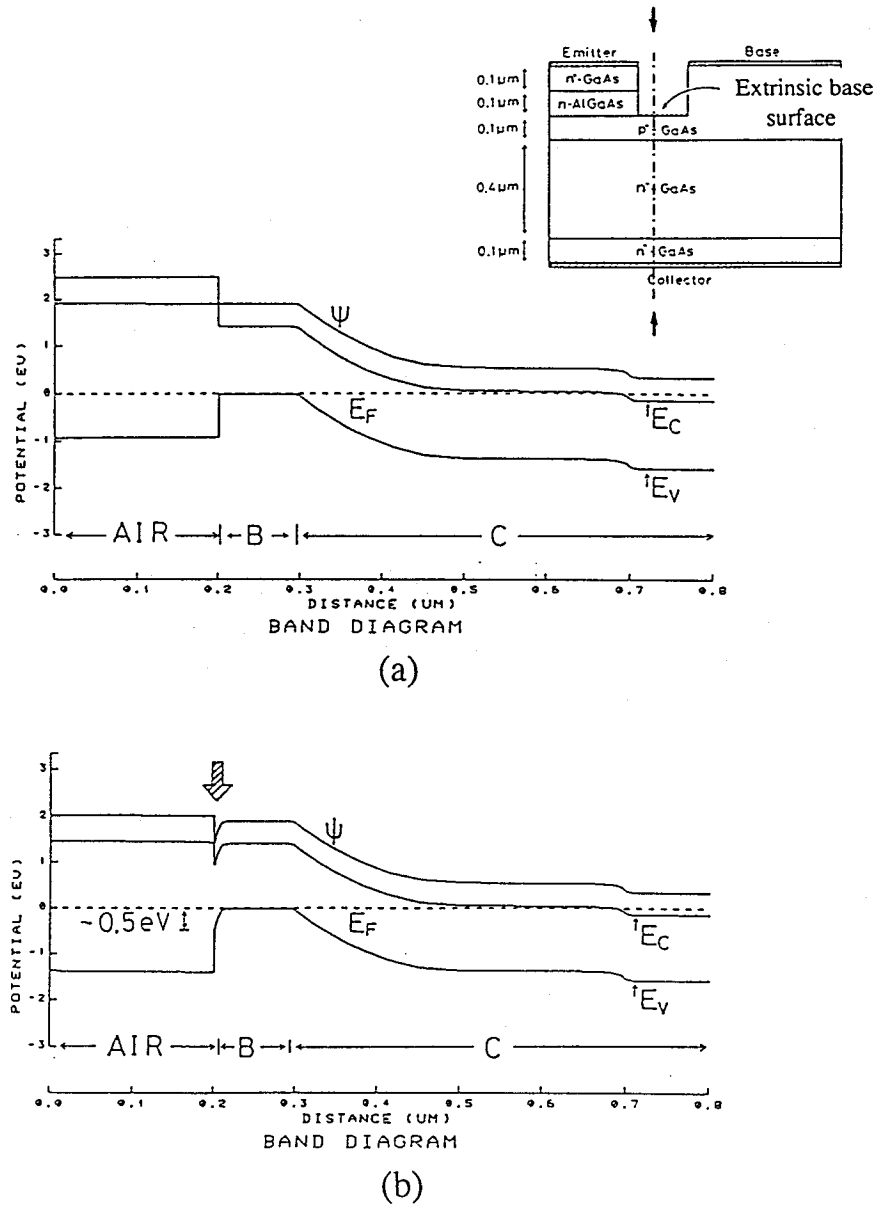 Emitter
Base
0.1μm
n⁺-GaAs
0.1μm
n-AlGaAs
Extrinsic base
surface
0.1μm
p⁺ GaAs
0.4μm
n⁻ GaAs
0.1μm
n⁺ GaAs
Collector
3
2
1
0
-1
-2
-3
POTENTIAL (EV)
Ψ
E_F
↑E_C
↑E_V
AIR
B
C
0.0
0.1
0.2
0.3
0.4
0.5
0.6
0.7
0.8
DISTANCE (UM)
BAND DIAGRAM
(a)
3
2
1
0
-1
-2
-3
POTENTIAL (EV)
Ψ
~0.5eV
E_F
↑E_C
↑E_V
AIR
B
C
0.0
0.1
0.2
0.3
0.4
0.5
0.6
0.7
0.8
DISTANCE (UM)
BAND DIAGRAM
(b)